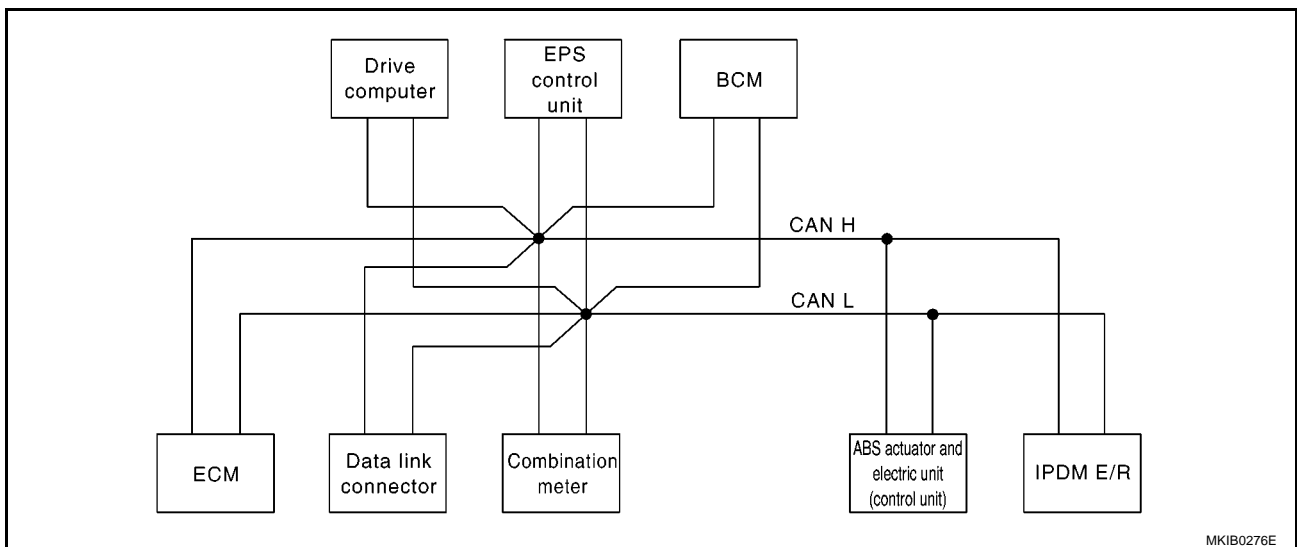 Drive
computer
EPS
control
unit
BCM
CAN H
CAN L
ECM
Data link
connector
Combination
meter
ABS actuator and
electric unit
(control unit)
IPDM E/R
MKIB0276E